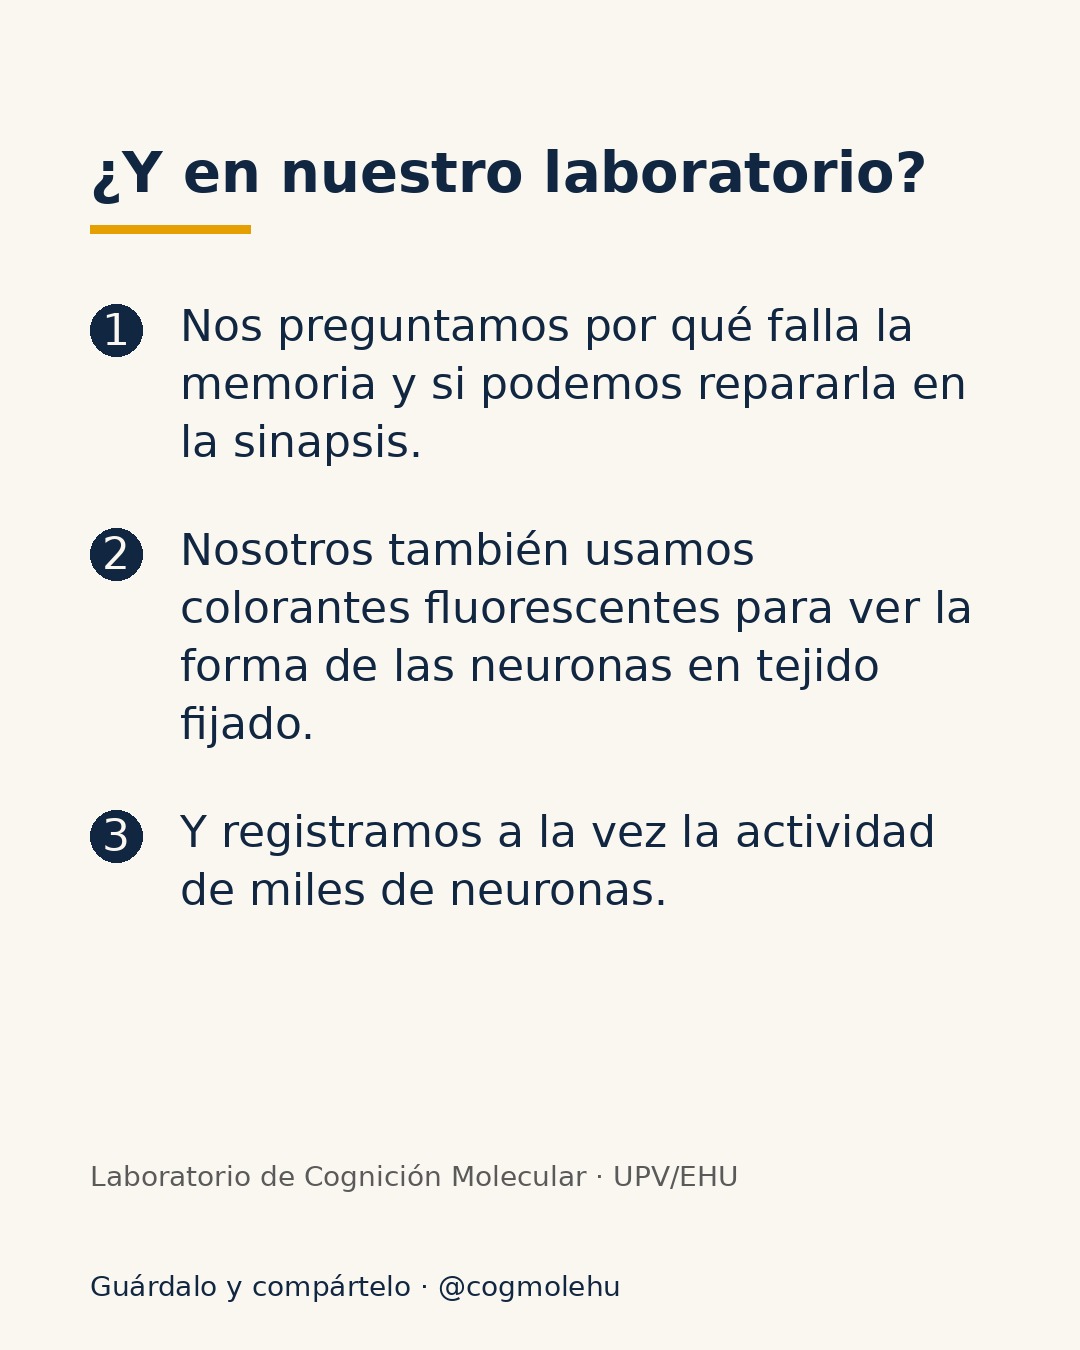 ¿Y en nuestro laboratorio?
1 Nos preguntamos por qué falla la
memoria y si podemos repararla en
la sinapsis.
2 Nosotros también usamos
colorantes fluorescentes para ver la
forma de las neuronas en tejido
fijado.
3 Y registramos a la vez la actividad
de miles de neuronas.
Laboratorio de Cognición Molecular · UPV/EHU
Guárdalo y compártelo · @cogmolehu